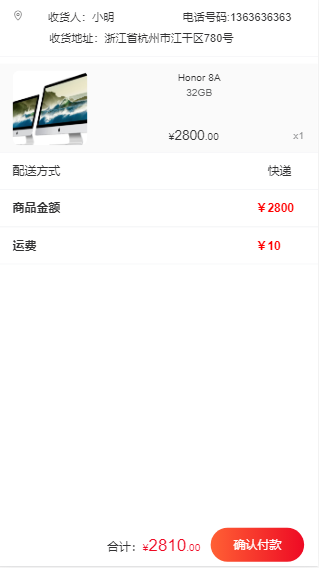 收货人：小明 电话号码:1363636363
收货地址：浙江省杭州市江干区780号
Honor 8A
32GB
¥2800.00 x1
配送方式 快递
商品金额 ￥2800
运费 ￥10
合计：¥2810.00 确认付款